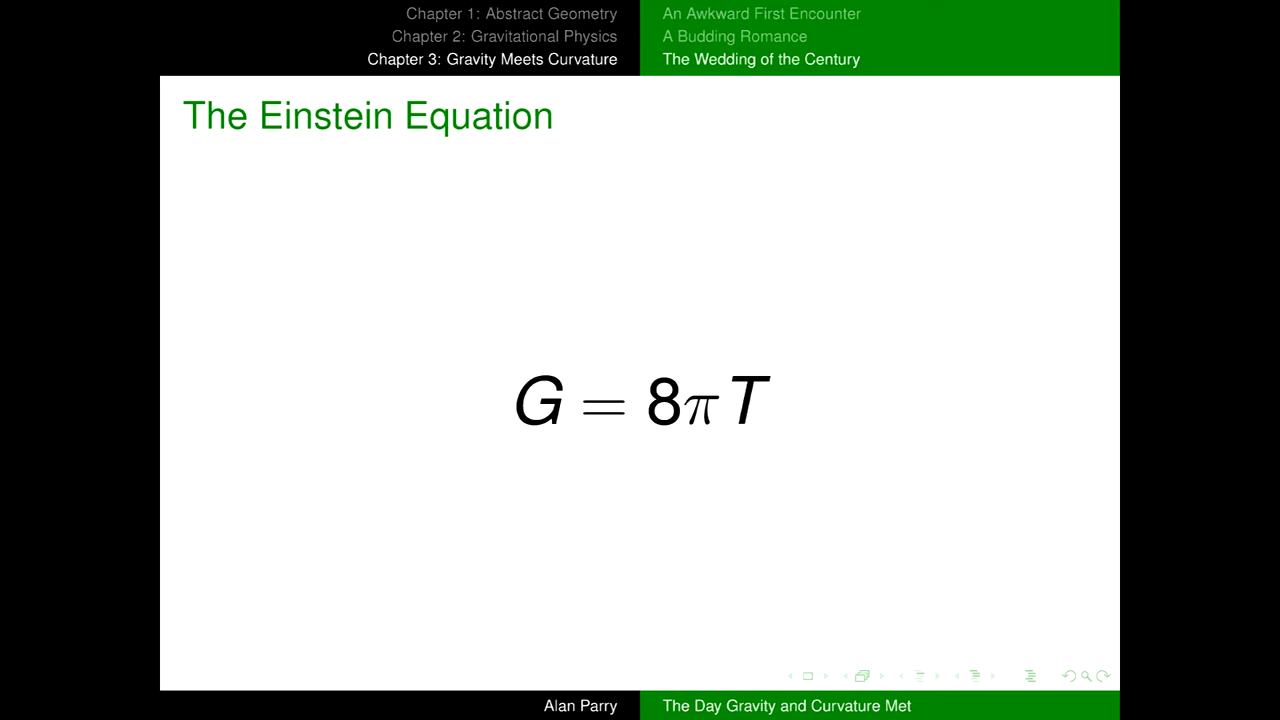 Chapter 1: Abstract Geometry
Chapter 2: Gravitational Physics
Chapter 3: Gravity Meets Curvature
An Awkward First Encounter
A Budding Romance
The Wedding of the Century
The Einstein Equation
G = 8πT
Alan Parry
The Day Gravity and Curvature Met